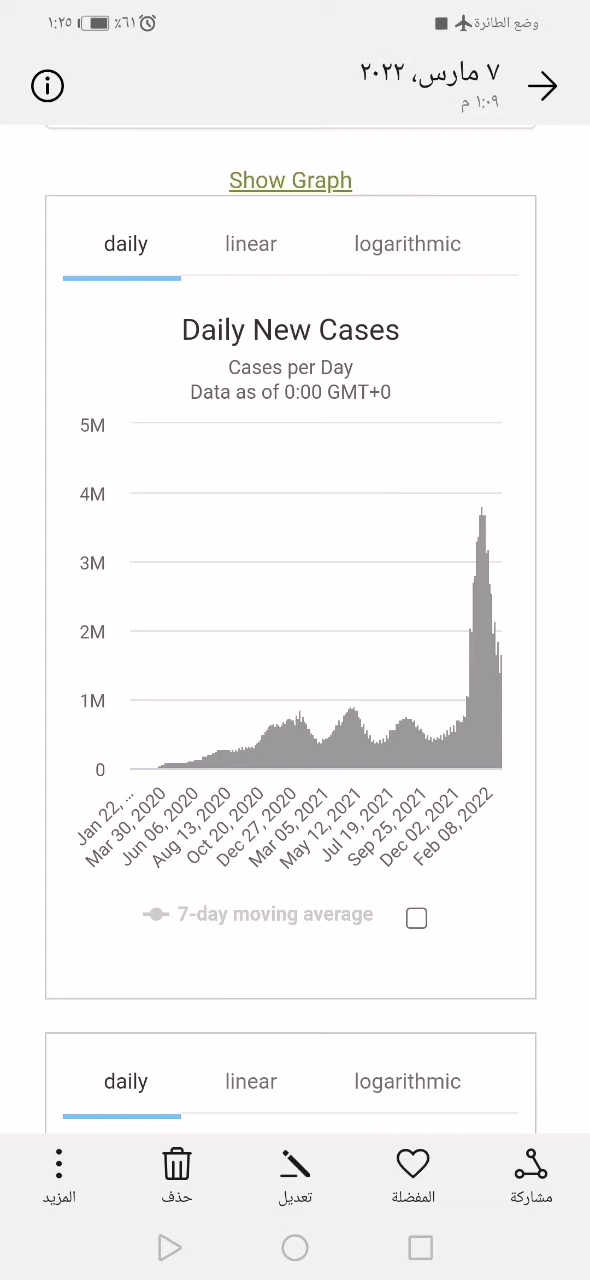 ١:٢٥ ٪٦١ وضع الطائرة
٧ مارس، ٢٠٢٢
١:٠٩ م
Show Graph
daily linear logarithmic
Daily New Cases
Cases per Day
Data as of 0:00 GMT+0
5M
4M
3M
2M
1M
0
Jan 22, ...
Mar 30, 2020
Jun 06, 2020
Aug 13, 2020
Oct 20, 2020
Dec 27, 2020
Mar 05, 2021
May 12, 2021
Jul 19, 2021
Sep 25, 2021
Dec 02, 2021
Feb 08, 2022
7-day moving average
daily linear logarithmic
مشاركة المفضلة تعديل حذف المزيد